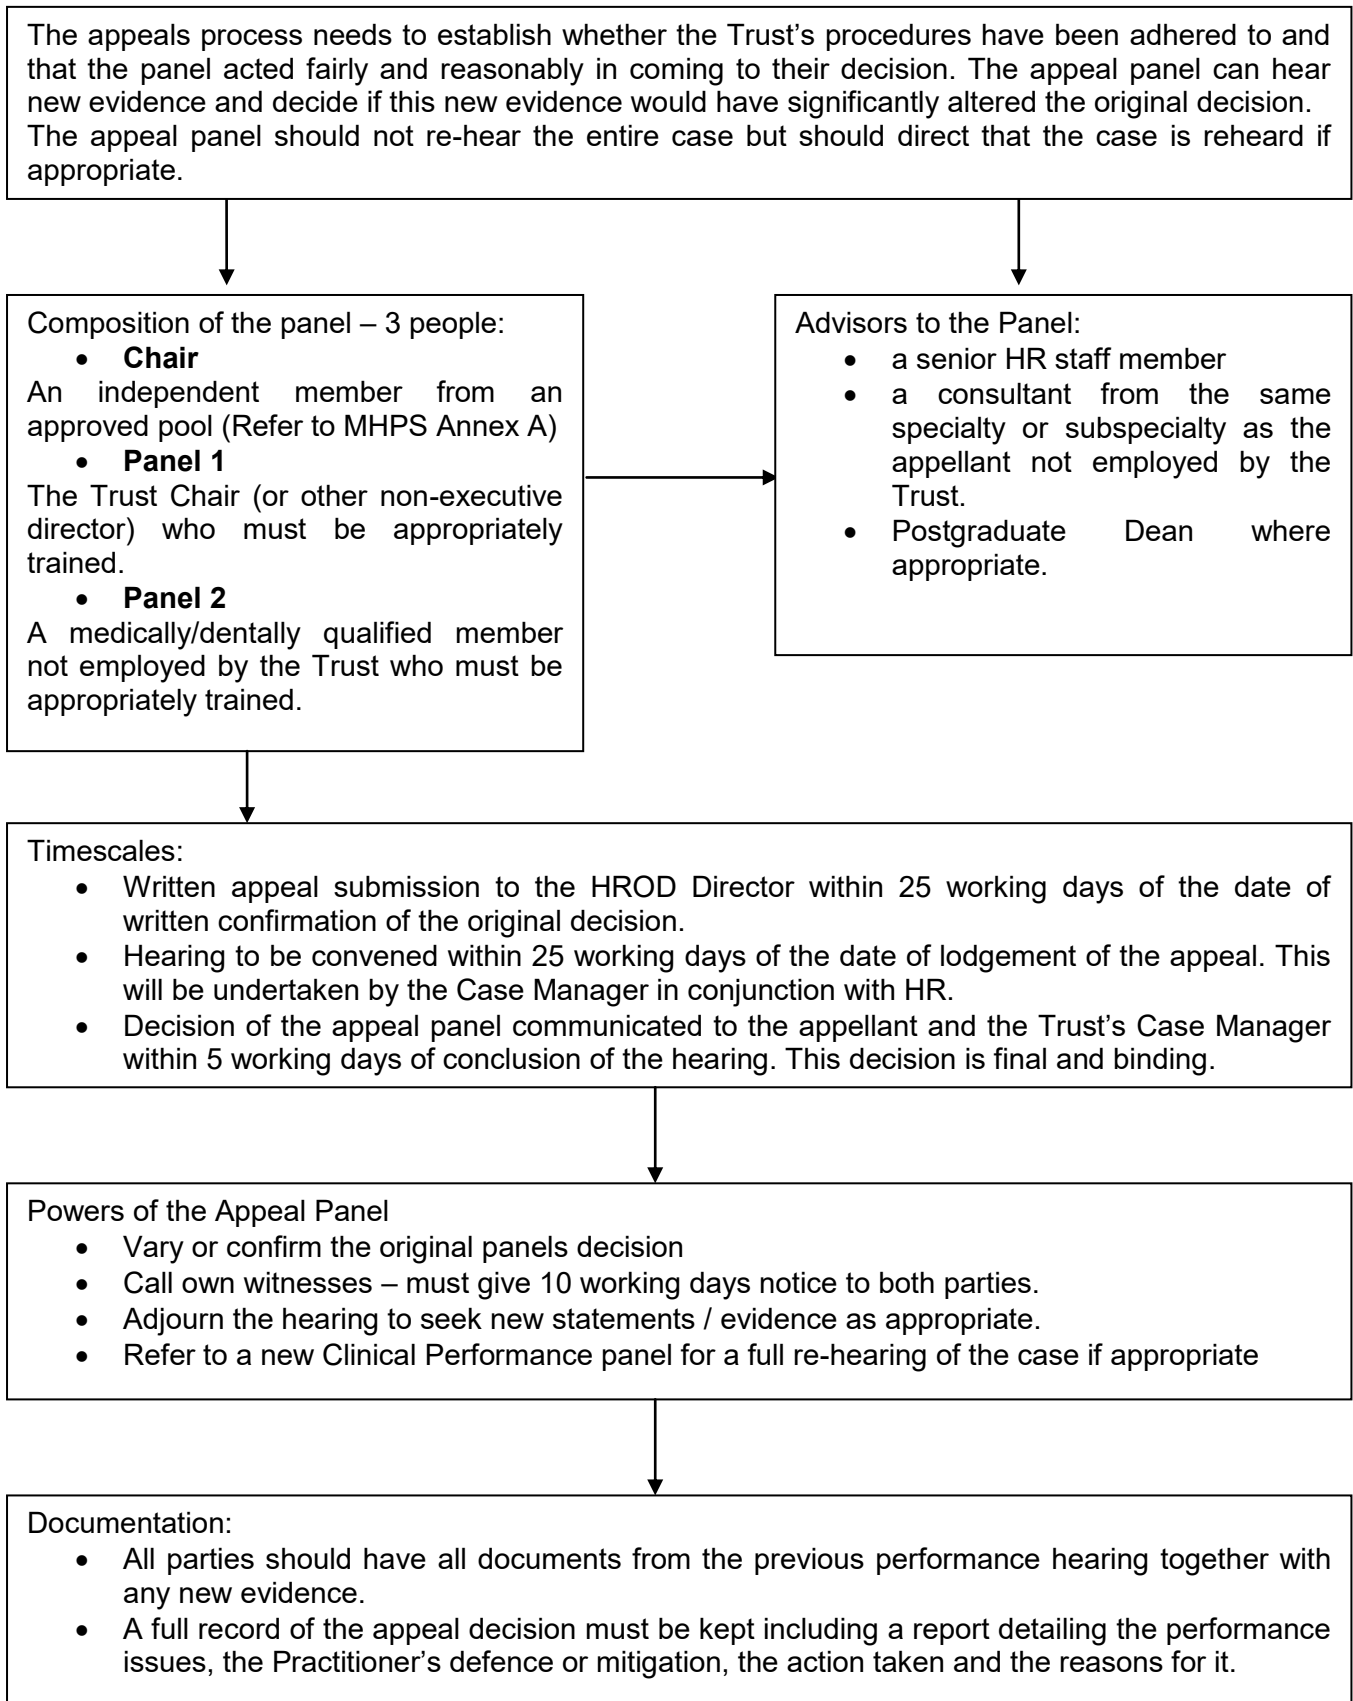 The appeals process needs to establish whether the Trust's procedures have been adhered to and
that the panel acted fairly and reasonably in coming to their decision. The appeal panel can hear
new evidence and decide if this new evidence would have significantly altered the original decision.
The appeal panel should not re-hear the entire case but should direct that the case is reheard if
appropriate.
Composition of the panel – 3 people:
• Chair
An independent member from an
approved pool (Refer to MHPS Annex A)
• Panel 1
The Trust Chair (or other non-executive
director) who must be appropriately
trained.
• Panel 2
A medically/dentally qualified member
not employed by the Trust who must be
appropriately trained.
Advisors to the Panel:
• a senior HR staff member
• a consultant from the same
specialty or subspecialty as the
appellant not employed by the
Trust.
• Postgraduate Dean where
appropriate.
Timescales:
• Written appeal submission to the HROD Director within 25 working days of the date of
written confirmation of the original decision.
• Hearing to be convened within 25 working days of the date of lodgement of the appeal. This
will be undertaken by the Case Manager in conjunction with HR.
• Decision of the appeal panel communicated to the appellant and the Trust's Case Manager
within 5 working days of conclusion of the hearing. This decision is final and binding.
Powers of the Appeal Panel
• Vary or confirm the original panels decision
• Call own witnesses – must give 10 working days notice to both parties.
• Adjourn the hearing to seek new statements / evidence as appropriate.
• Refer to a new Clinical Performance panel for a full re-hearing of the case if appropriate
Documentation:
• All parties should have all documents from the previous performance hearing together with
any new evidence.
• A full record of the appeal decision must be kept including a report detailing the performance
issues, the Practitioner's defence or mitigation, the action taken and the reasons for it.